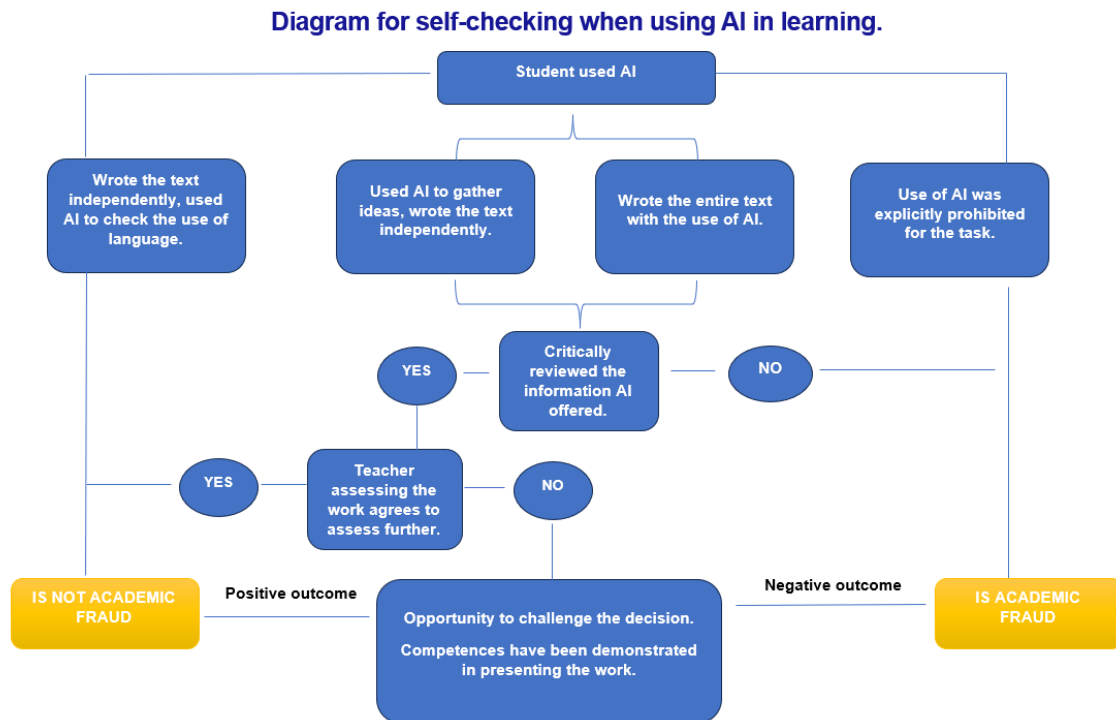 Diagram for self-checking when using AI in learning.
Student used AI
Wrote the text
independently, used
AI to check the use of
language.
Used AI to gather
ideas, wrote the text
independently.
Wrote the entire text
with the use of AI.
Use of AI was
explicitly prohibited
for the task.
Critically
reviewed the
information AI
offered.
YES
NO
Teacher
assessing the
work agrees to
assess further.
YES
NO
IS NOT ACADEMIC
FRAUD
Positive outcome
Opportunity to challenge the decision.
Competences have been demonstrated
in presenting the work.
Negative outcome
IS ACADEMIC
FRAUD